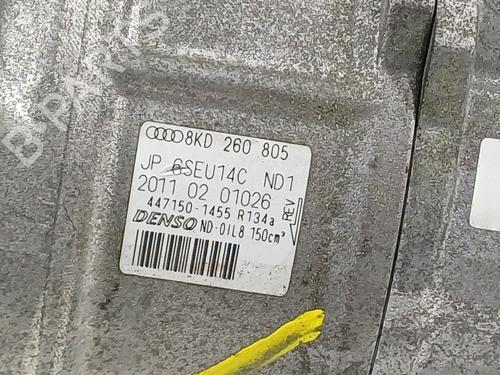 8KD 260 805
JP 6SEU14C ND1
2011 02 01026
447150-1455 R134a
DENSO ND-OIL8 150cm³
REV
B-PARTS